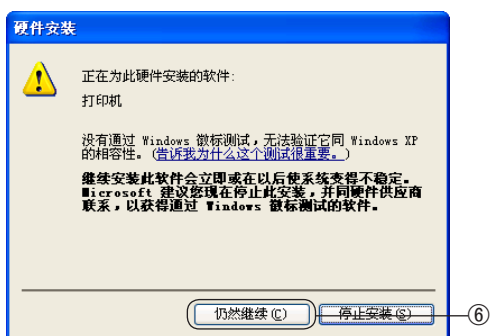 硬件安装
正在为此硬件安装的软件:
打印机
没有通过 Windows 徽标测试，无法验证它同 Windows XP
的相容性。(告诉我为什么这个测试很重要。)
继续安装此软件会立即或在以后使系统变得不稳定。
Microsoft 建议您现在停止此安装，并同硬件供应商
联系，以获得通过 Windows 徽标测试的软件。
仍然继续(C) 停止安装(S) ⑥